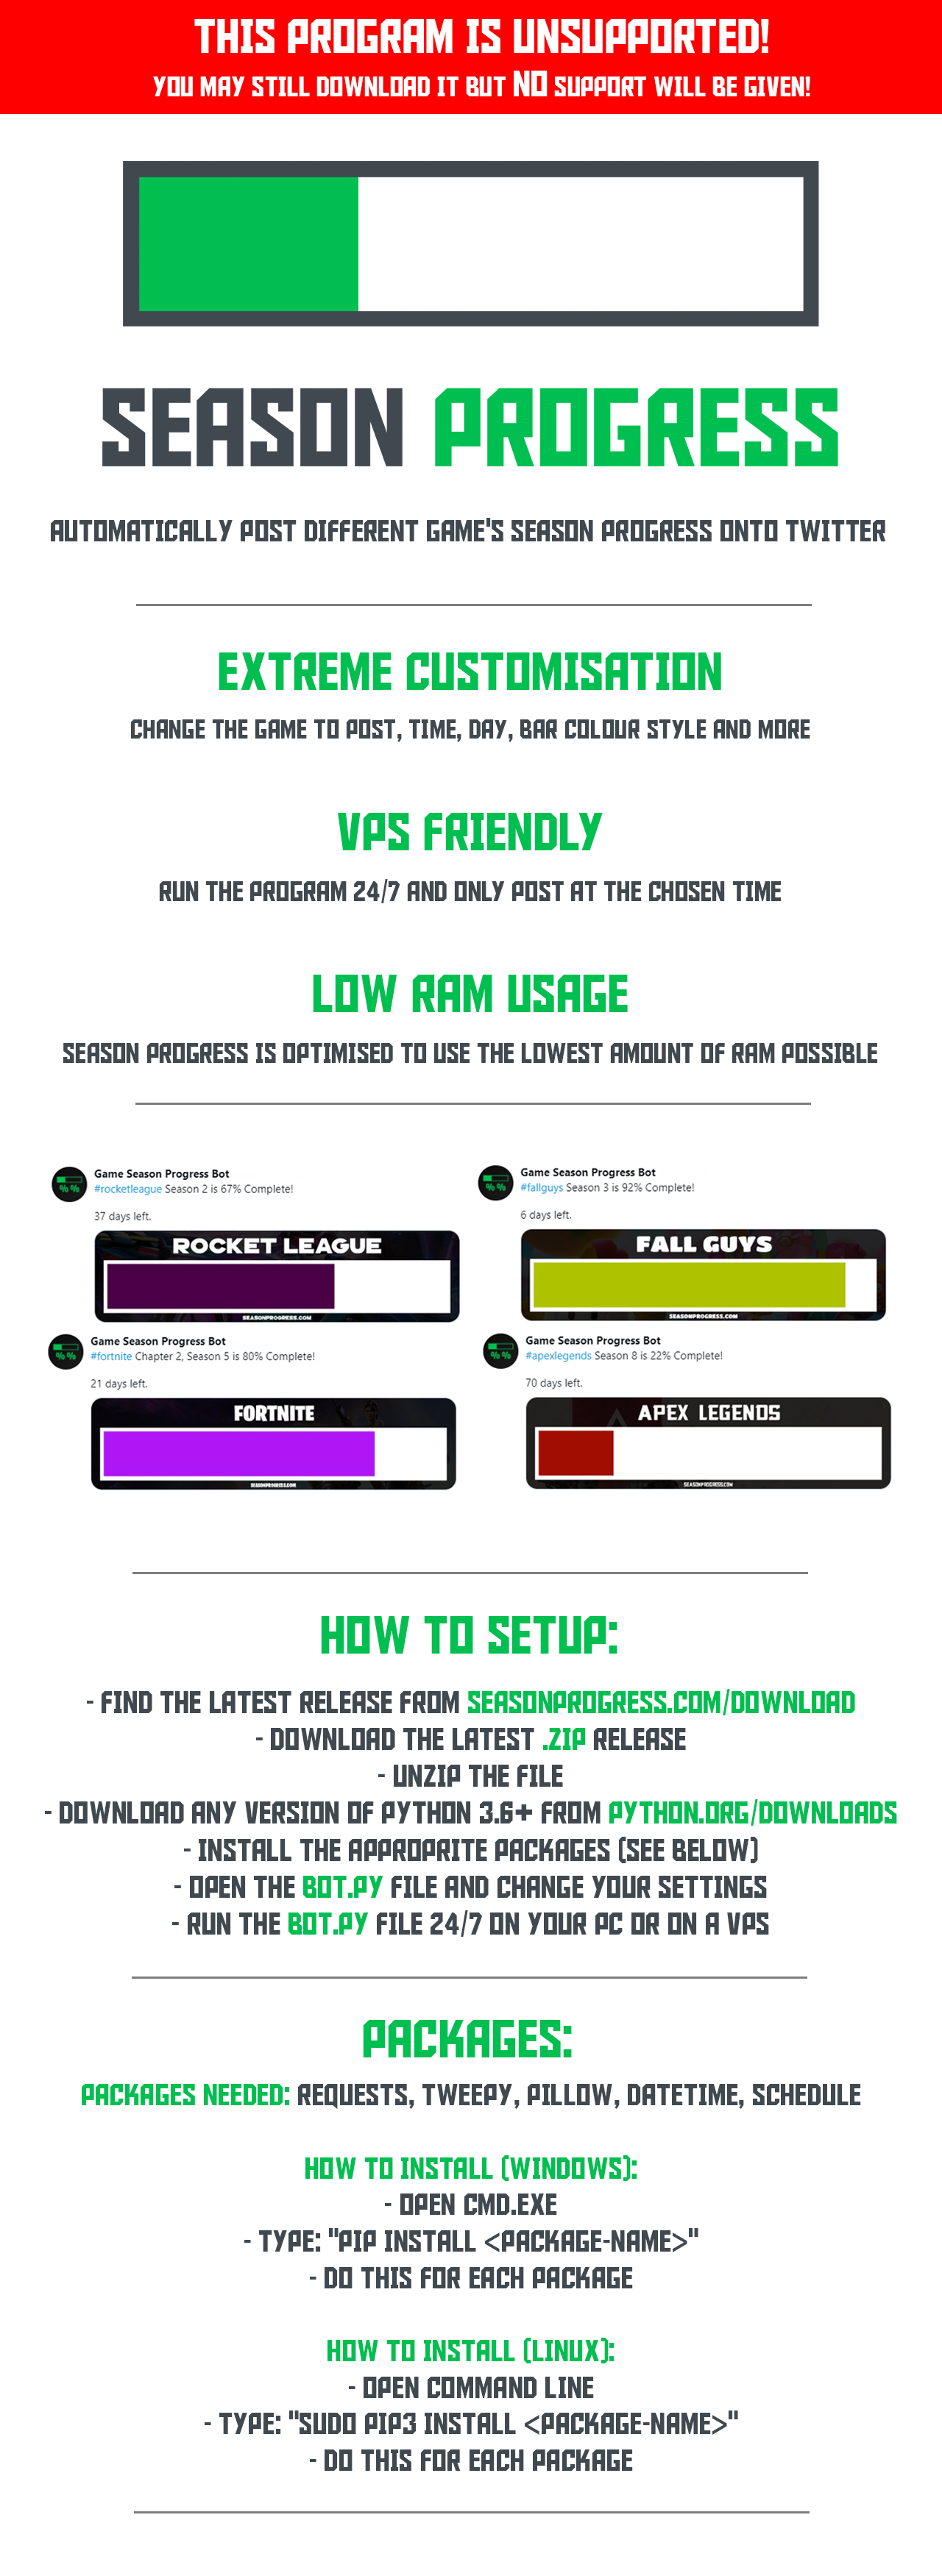 THIS PROGRAM IS UNSUPPORTED!
YOU MAY STILL DOWNLOAD IT BUT NO SUPPORT WILL BE GIVEN!
SEASON PROGRESS
AUTOMATICALLY POST DIFFERENT GAME'S SEASON PROGRESS ONTO TWITTER
EXTREME CUSTOMISATION
CHANGE THE GAME TO POST, TIME, DAY, BAR COLOUR STYLE AND MORE
VPS FRIENDLY
RUN THE PROGRAM 24/7 AND ONLY POST AT THE CHOSEN TIME
LOW RAM USAGE
SEASON PROGRESS IS OPTIMISED TO USE THE LOWEST AMOUNT OF RAM POSSIBLE
%%
Game Season Progress Bot
#rocketleague Season 2 is 67% Complete!
37 days left.
ROCKET LEAGUE
SEASONPROGRESS.COM
%%
Game Season Progress Bot
#fallguys Season 3 is 92% Complete!
6 days left.
FALL GUYS
SEASONPROGRESS.COM
%%
Game Season Progress Bot
#fortnite Chapter 2, Season 5 is 80% Complete!
21 days left.
FORTNITE
SEASONPROGRESS.COM
%%
Game Season Progress Bot
#apexlegends Season 8 is 22% Complete!
70 days left.
APEX LEGENDS
SEASONPROGRESS.COM
HOW TO SETUP:
- FIND THE LATEST RELEASE FROM SEASONPROGRESS.COM/DOWNLOAD
- DOWNLOAD THE LATEST .ZIP RELEASE
- UNZIP THE FILE
- DOWNLOAD ANY VERSION OF PYTHON 3.6+ FROM PYTHON.ORG/DOWNLOADS
- INSTALL THE APPROPRITE PACKAGES (SEE BELOW)
- OPEN THE BOT.PY FILE AND CHANGE YOUR SETTINGS
- RUN THE BOT.PY FILE 24/7 ON YOUR PC OR ON A VPS
PACKAGES:
PACKAGES NEEDED: REQUESTS, TWEEPY, PILLOW, DATETIME, SCHEDULE
HOW TO INSTALL (WINDOWS):
- OPEN CMD.EXE
- TYPE: "PIP INSTALL <PACKAGE-NAME>"
- DO THIS FOR EACH PACKAGE
HOW TO INSTALL (LINUX):
- OPEN COMMAND LINE
- TYPE: "SUDO PIP3 INSTALL <PACKAGE-NAME>"
- DO THIS FOR EACH PACKAGE